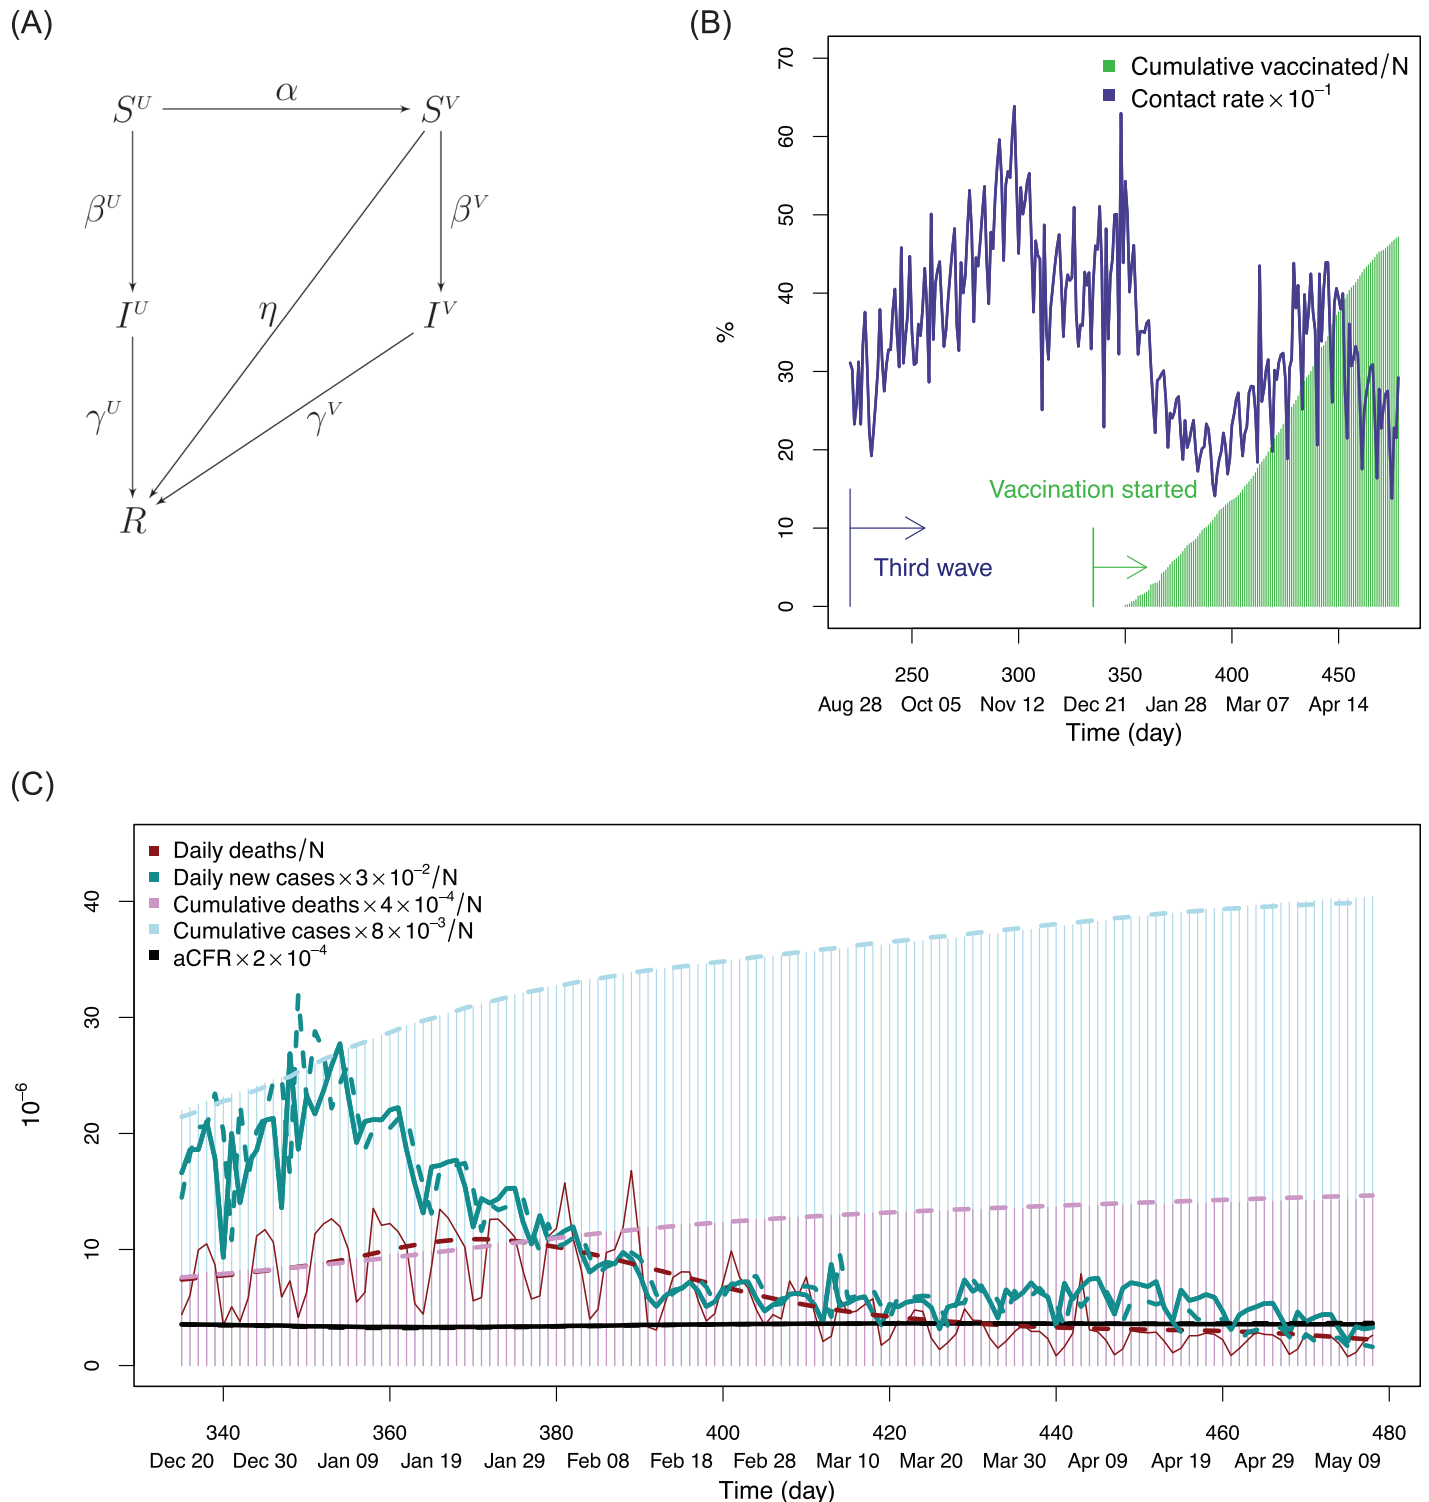 (A)
S^U α S^V
β^U β^V
I^U η I^V
γ^U γ^V
R
(B)
Cumulative vaccinated/N
Contact rate×10^−1
70
60
50
40
30
20
10
0
%
Vaccination started
Third wave
250 300 350 400 450
Aug 28 Oct 05 Nov 12 Dec 21 Jan 28 Mar 07 Apr 14
Time (day)
(C)
Daily deaths/N
Daily new cases×3×10^−2/N
Cumulative deaths×4×10^−4/N
Cumulative cases×8×10^−3/N
aCFR×2×10^−4
40
30
20
10
0
10^−6
340 360 380 400 420 440 460 480
Dec 20 Dec 30 Jan 09 Jan 19 Jan 29 Feb 08 Feb 18 Feb 28 Mar 10 Mar 20 Mar 30 Apr 09 Apr 19 Apr 29 May 09
Time (day)